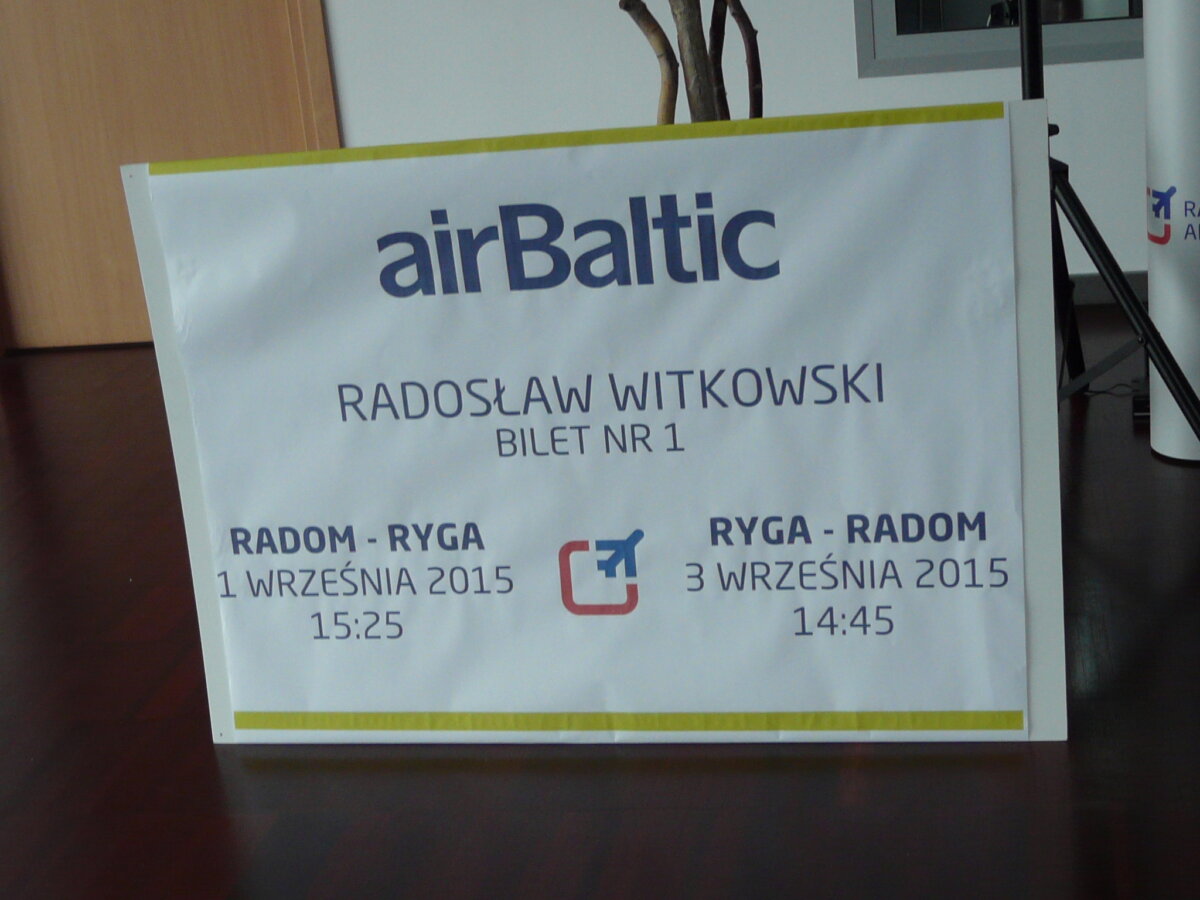 airBaltic
RADOSŁAW WITKOWSKI
BILET NR 1
RADOM - RYGA
1 WRZEŚNIA 2015
15:25
RYGA - RADOM
3 WRZEŚNIA 2015
14:45